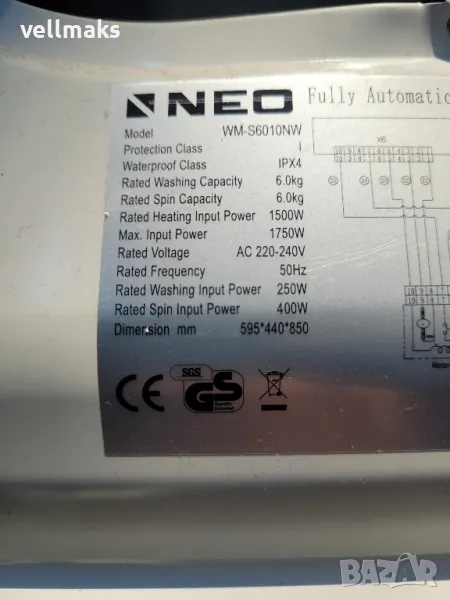 vellmaks
NEO Fully Automatic
Model WM-S6010NW
Protection Class I
Waterproof Class IPX4
Rated Washing Capacity 6.0kg
Rated Spin Capacity 6.0kg
Rated Heating Input Power 1500W
Max. Input Power 1750W
Rated Voltage AC 220-240V
Rated Frequency 50Hz
Rated Washing Input Power 250W
Rated Spin Input Power 400W
Dimension mm 595*440*850
CE SGS GS
BAZAR